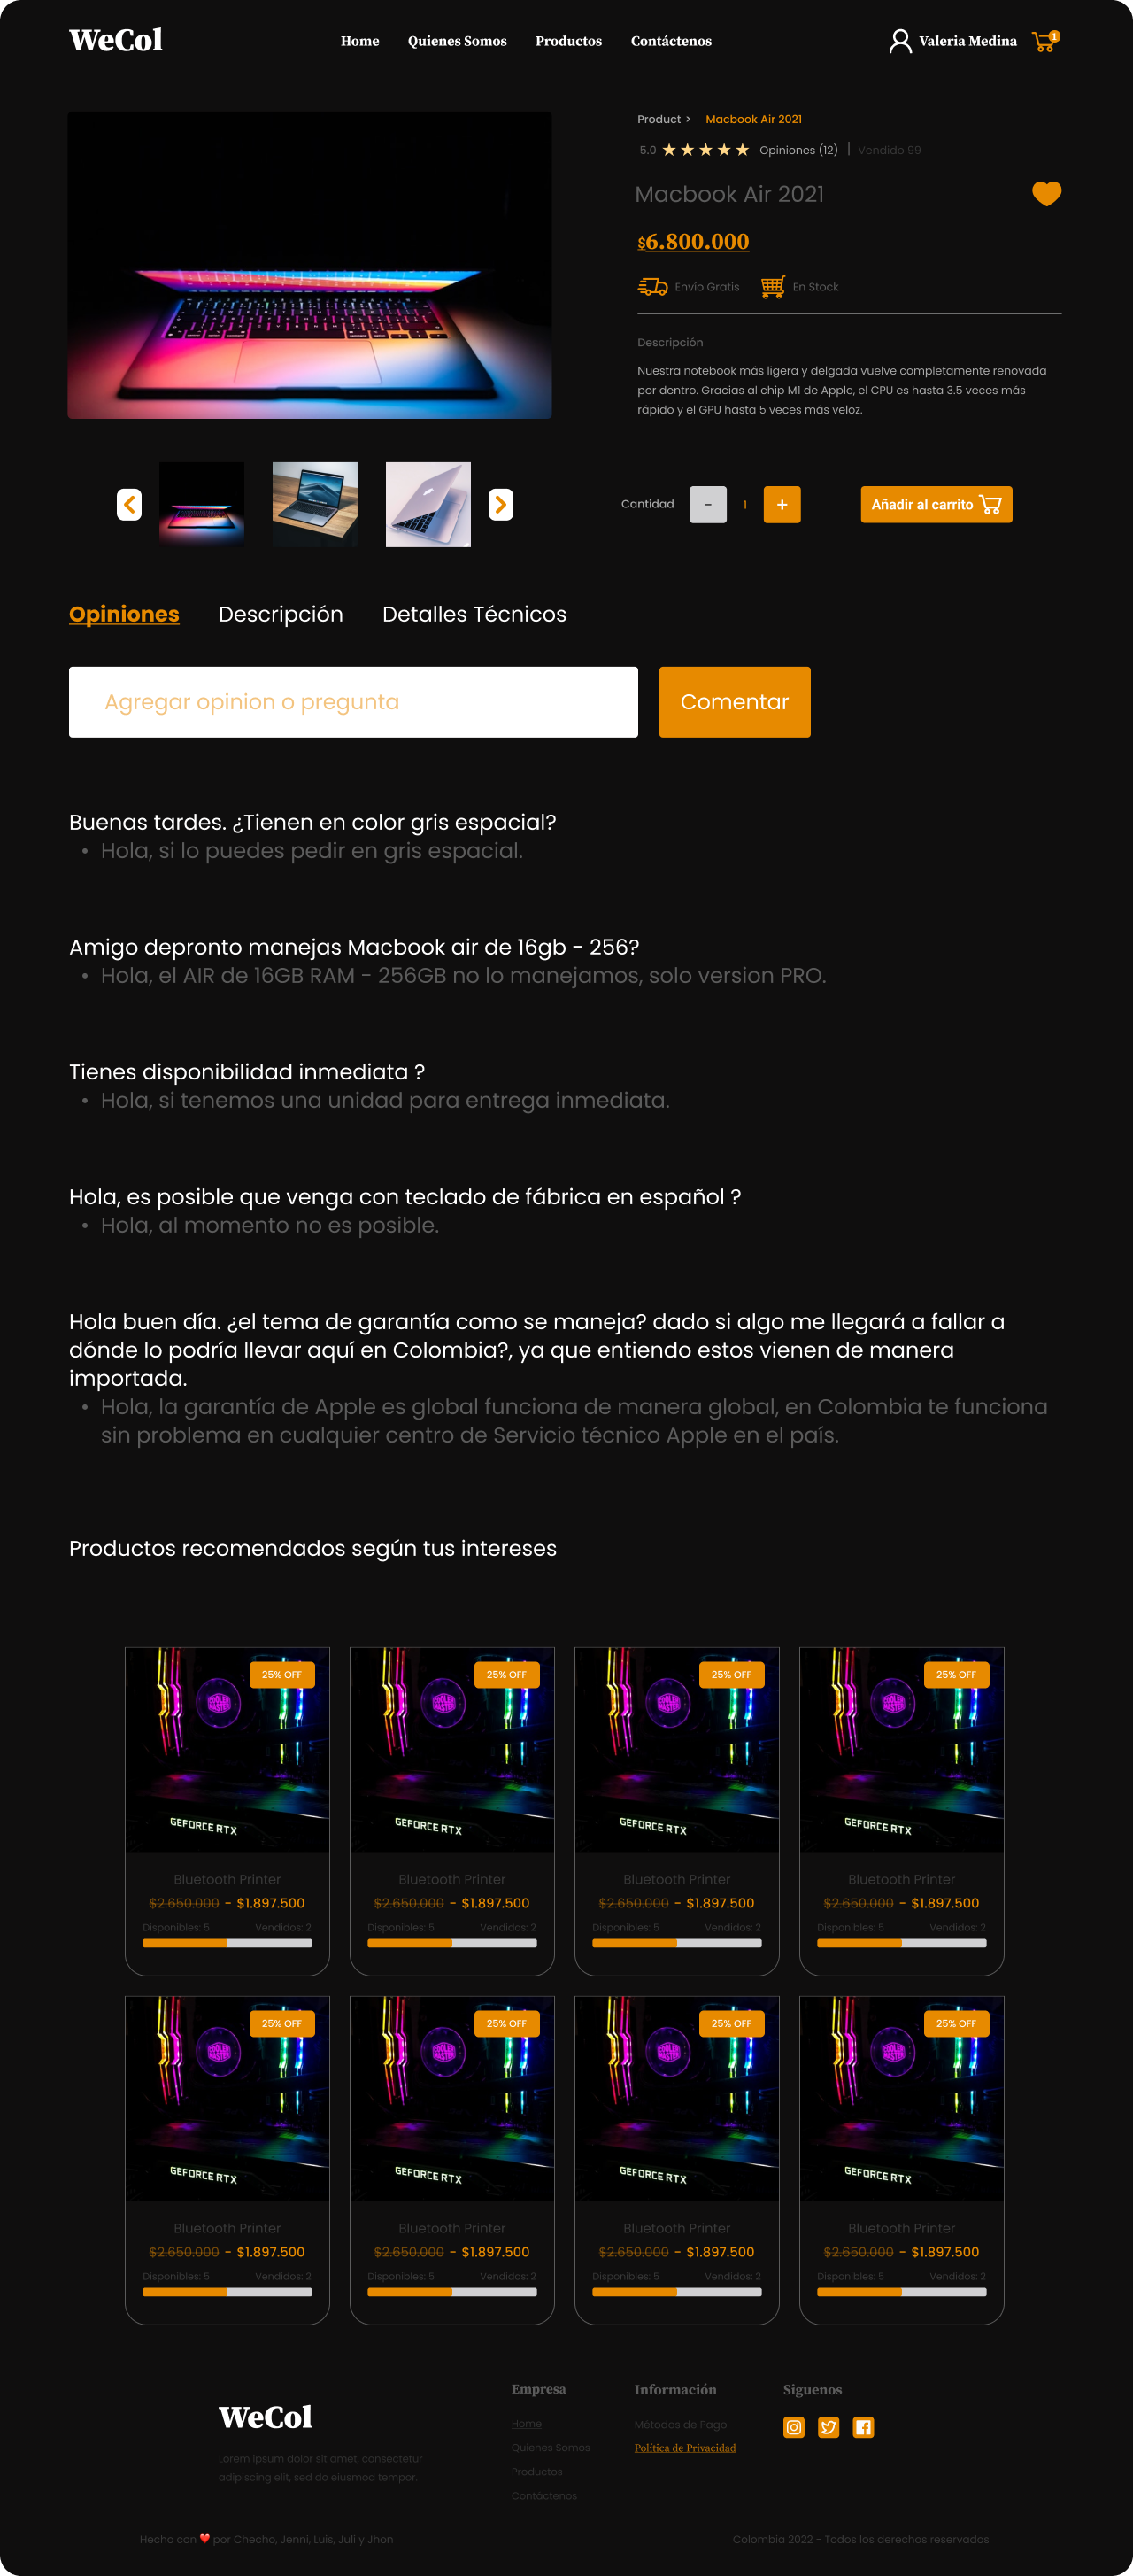 WeCol
Home Quienes Somos Productos Contáctenos
Valeria Medina
1
Product > Macbook Air 2021
5.0 Opiniones (12) | Vendido 99
Macbook Air 2021
$6.800.000
Envío Gratis En Stock
Descripción
Nuestra notebook más ligera y delgada vuelve completamente renovada
por dentro. Gracias al chip M1 de Apple, el CPU es hasta 3.5 veces más
rápido y el GPU hasta 5 veces más veloz.
Cantidad - 1 + Añadir al carrito
Opiniones Descripción Detalles Técnicos
Agregar opinion o pregunta Comentar
Buenas tardes. ¿Tienen en color gris espacial?
• Hola, si lo puedes pedir en gris espacial.
Amigo depronto manejas Macbook air de 16gb - 256?
• Hola, el AIR de 16GB RAM - 256GB no lo manejamos, solo version PRO.
Tienes disponibilidad inmediata ?
• Hola, si tenemos una unidad para entrega inmediata.
Hola, es posible que venga con teclado de fábrica en español ?
• Hola, al momento no es posible.
Hola buen día. ¿el tema de garantía como se maneja? dado si algo me llegará a fallar a
dónde lo podría llevar aquí en Colombia?, ya que entiendo estos vienen de manera
importada.
• Hola, la garantía de Apple es global funciona de manera global, en Colombia te funciona
sin problema en cualquier centro de Servicio técnico Apple en el país.
Productos recomendados según tus intereses
25% OFF 25% OFF 25% OFF 25% OFF
COOLER MASTER COOLER MASTER COOLER MASTER COOLER MASTER
GEFORCE RTX GEFORCE RTX GEFORCE RTX GEFORCE RTX
Bluetooth Printer Bluetooth Printer Bluetooth Printer Bluetooth Printer
$2.650.000 - $1.897.500 $2.650.000 - $1.897.500 $2.650.000 - $1.897.500 $2.650.000 - $1.897.500
Disponibles: 5 Vendidos: 2 Disponibles: 5 Vendidos: 2 Disponibles: 5 Vendidos: 2 Disponibles: 5 Vendidos: 2
25% OFF 25% OFF 25% OFF 25% OFF
COOLER MASTER COOLER MASTER COOLER MASTER COOLER MASTER
GEFORCE RTX GEFORCE RTX GEFORCE RTX GEFORCE RTX
Bluetooth Printer Bluetooth Printer Bluetooth Printer Bluetooth Printer
$2.650.000 - $1.897.500 $2.650.000 - $1.897.500 $2.650.000 - $1.897.500 $2.650.000 - $1.897.500
Disponibles: 5 Vendidos: 2 Disponibles: 5 Vendidos: 2 Disponibles: 5 Vendidos: 2 Disponibles: 5 Vendidos: 2
WeCol
Lorem ipsum dolor sit amet, consectetur
adipiscing elit, sed do eiusmod tempor.
Empresa
Home
Quienes Somos
Productos
Contáctenos
Información
Métodos de Pago
Política de Privacidad
Siguenos
Hecho con ❤️ por Checho, Jenni, Luis, Juli y Jhon
Colombia 2022 - Todos los derechos reservados